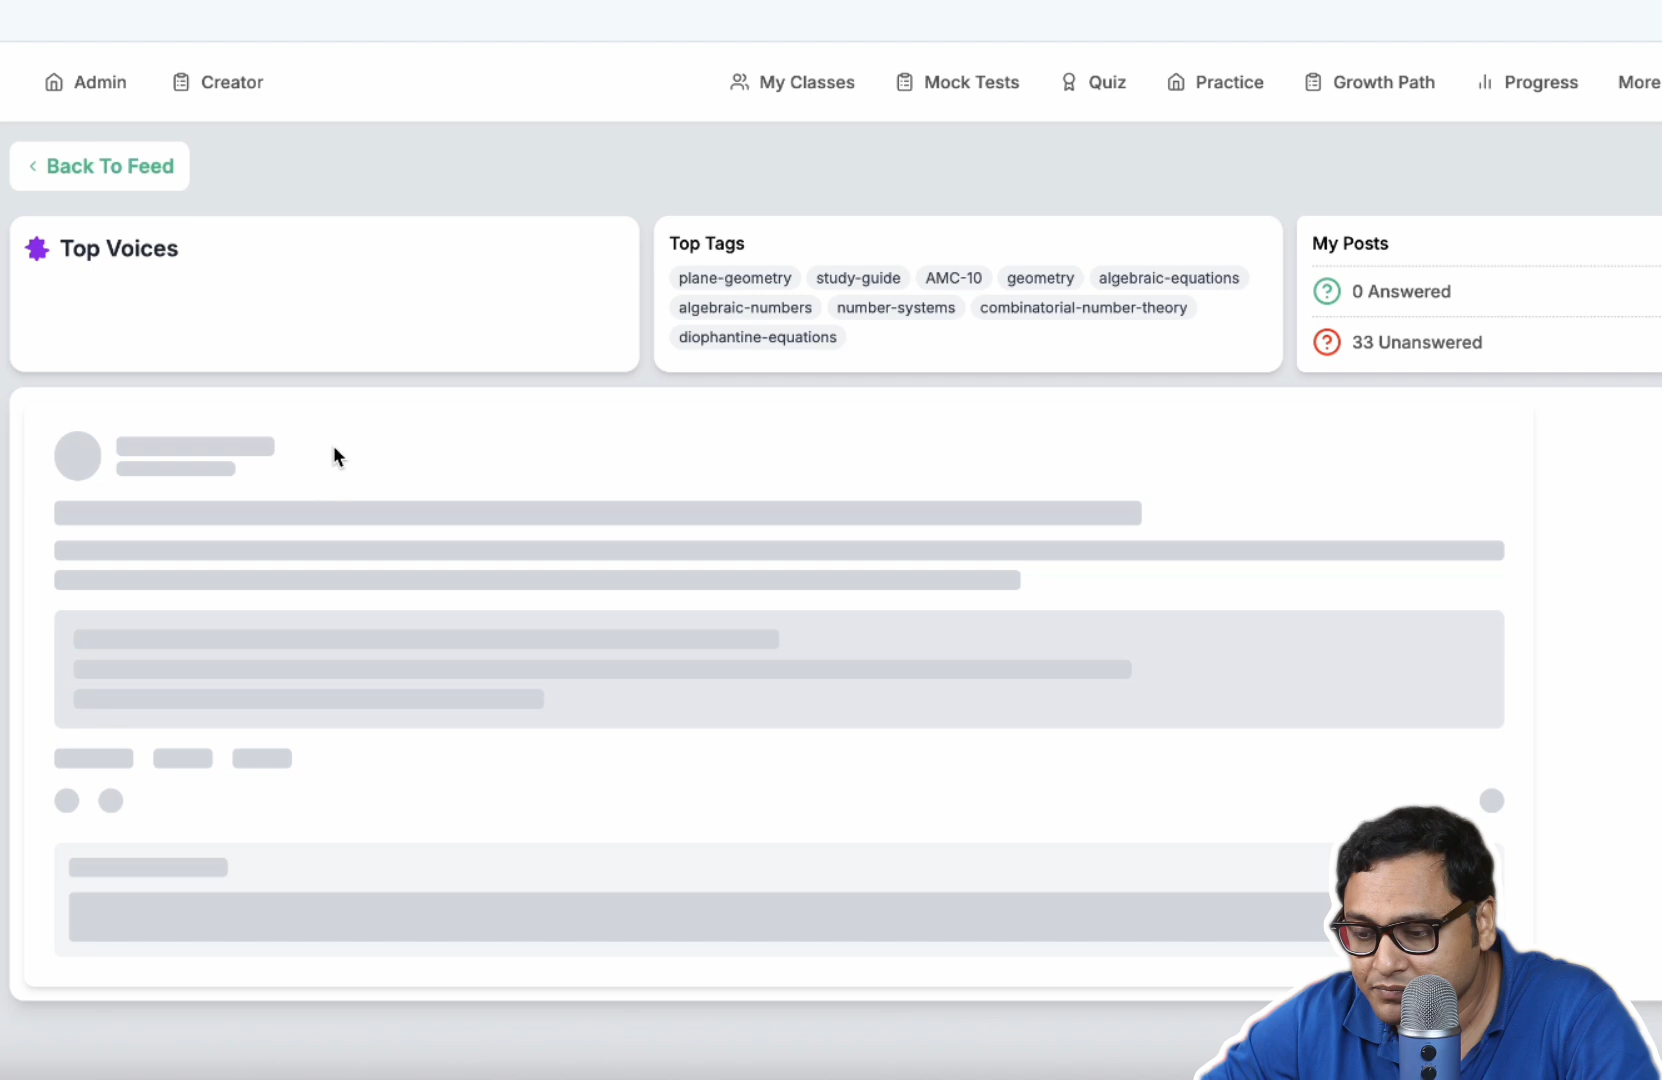 Admin Creator My Classes Mock Tests Quiz Practice Growth Path Progress More
Back To Feed
Top Voices
Top Tags
plane-geometry study-guide AMC-10 geometry algebraic-equations
algebraic-numbers number-systems combinatorial-number-theory
diophantine-equations
My Posts
0 Answered
33 Unanswered